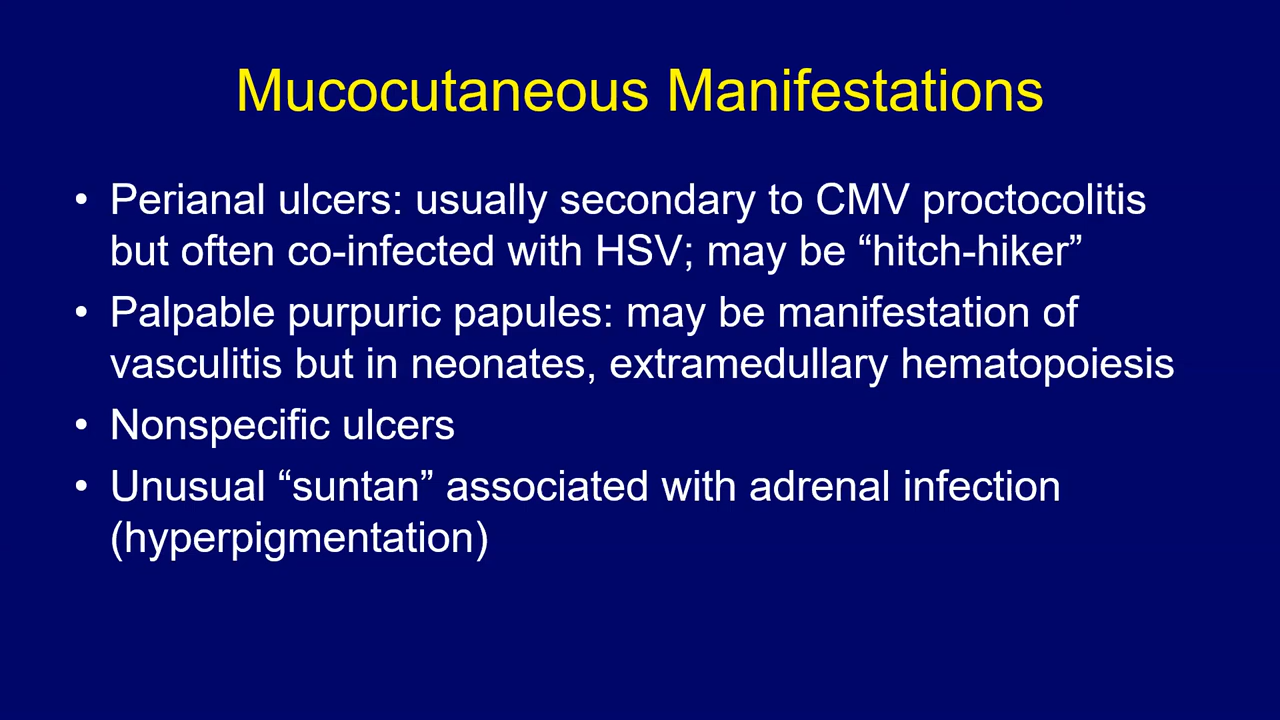 Mucocutaneous Manifestations
• Perianal ulcers: usually secondary to CMV proctocolitis
but often co-infected with HSV; may be “hitch-hiker”
• Palpable purpuric papules: may be manifestation of
vasculitis but in neonates, extramedullary hematopoiesis
• Nonspecific ulcers
• Unusual “suntan” associated with adrenal infection
(hyperpigmentation)